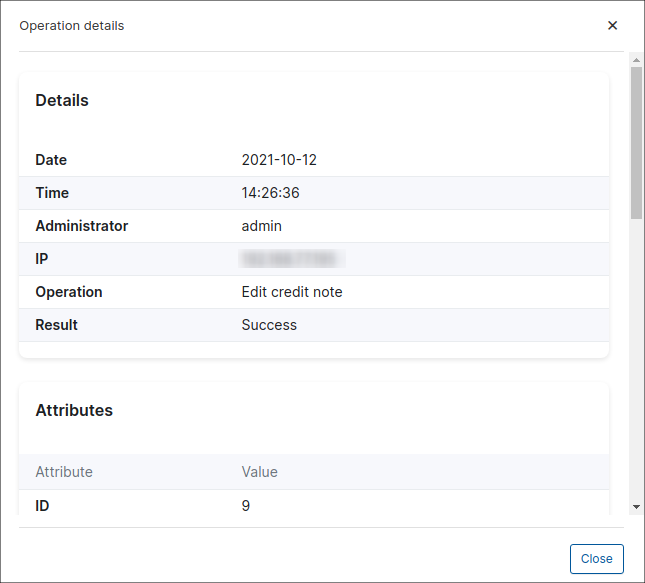 Operation details
Details
Date 2021-10-12
Time 14:26:36
Administrator admin
IP
Operation Edit credit note
Result Success
Attributes
Attribute Value
ID 9
Close